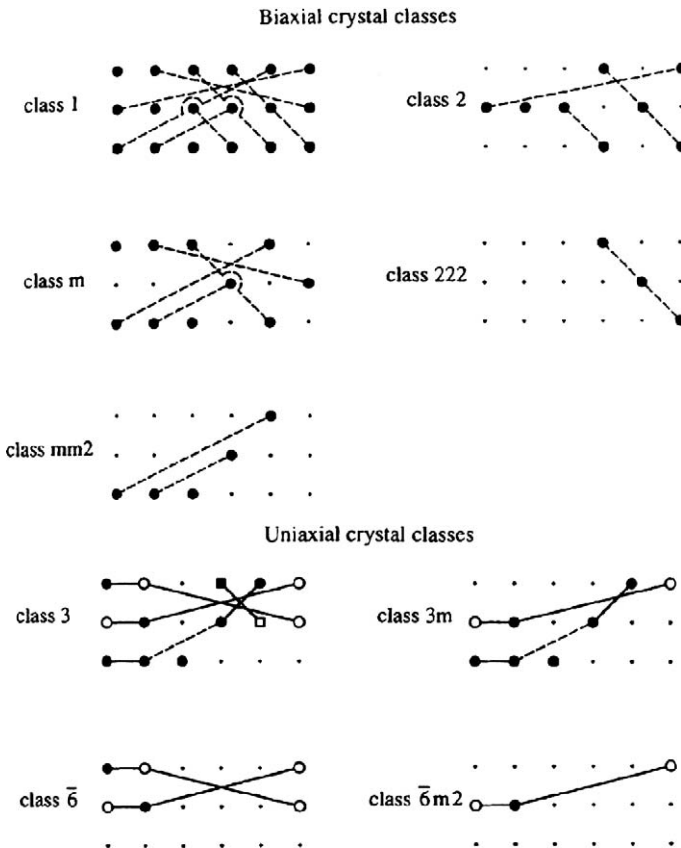 Biaxial crystal classes
class 1
class 2
class m
class 222
class mm2
Uniaxial crystal classes
class 3
class 3m
class 6̅
class 6̅m2